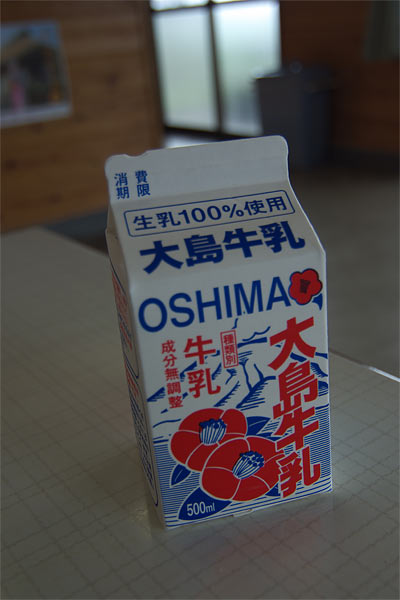 消費
期限
生乳100%使用
大島牛乳
OSHIMA
種類別
牛乳
成分無調整
大島牛乳
500ml